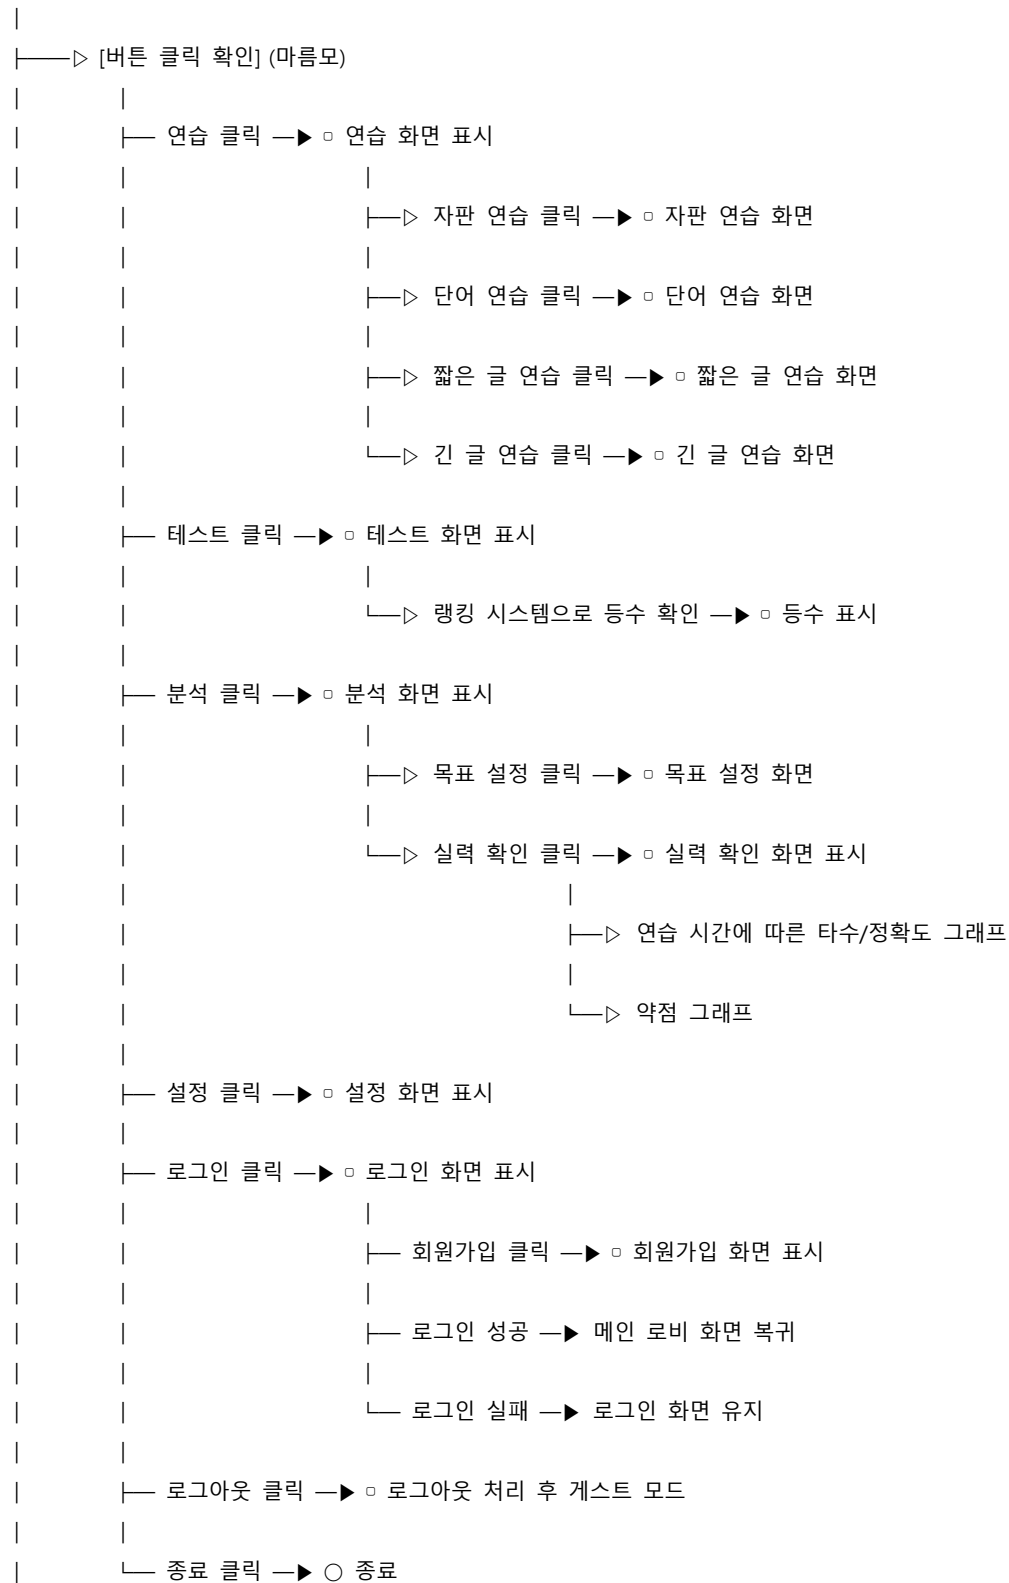 [버튼 클릭 확인] (마름모)
연습 클릭 —▶ ▢ 연습 화면 표시
자판 연습 클릭 —▶ ▢ 자판 연습 화면
단어 연습 클릭 —▶ ▢ 단어 연습 화면
짧은 글 연습 클릭 —▶ ▢ 짧은 글 연습 화면
긴 글 연습 클릭 —▶ ▢ 긴 글 연습 화면
테스트 클릭 —▶ ▢ 테스트 화면 표시
랭킹 시스템으로 등수 확인 —▶ ▢ 등수 표시
분석 클릭 —▶ ▢ 분석 화면 표시
목표 설정 클릭 —▶ ▢ 목표 설정 화면
실력 확인 클릭 —▶ ▢ 실력 확인 화면 표시
연습 시간에 따른 타수/정확도 그래프
약점 그래프
설정 클릭 —▶ ▢ 설정 화면 표시
로그인 클릭 —▶ ▢ 로그인 화면 표시
회원가입 클릭 —▶ ▢ 회원가입 화면 표시
로그인 성공 —▶ 메인 로비 화면 복귀
로그인 실패 —▶ 로그인 화면 유지
로그아웃 클릭 —▶ ▢ 로그아웃 처리 후 게스트 모드
종료 클릭 —▶ ◯ 종료